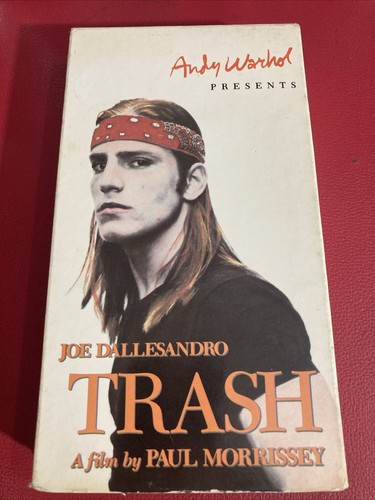 Andy Warhol
PRESENTS
JOE DALLESANDRO
TRASH
A film by PAUL MORRISSEY